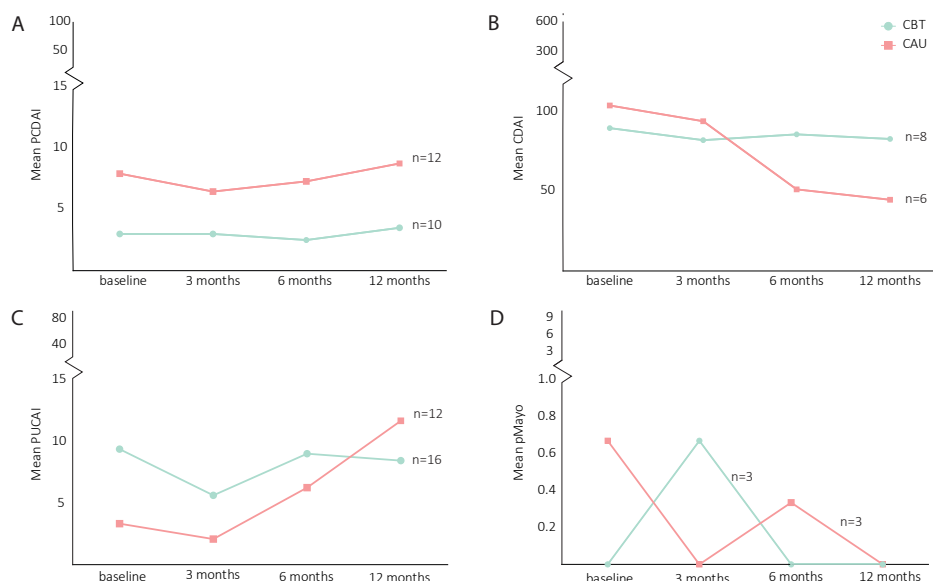 A
100
50
15
10
5
Mean PCDAI
n=12
n=10
baseline 3 months 6 months 12 months
B
600
300
100
50
Mean CDAI
CBT
CAU
n=8
n=6
baseline 3 months 6 months 12 months
C
80
40
15
10
5
Mean PUCAI
n=12
n=16
baseline 3 months 6 months 12 months
D
9
6
3
1.0
0.8
0.6
0.4
0.2
Mean pMayo
n=3
n=3
baseline 3 months 6 months 12 months